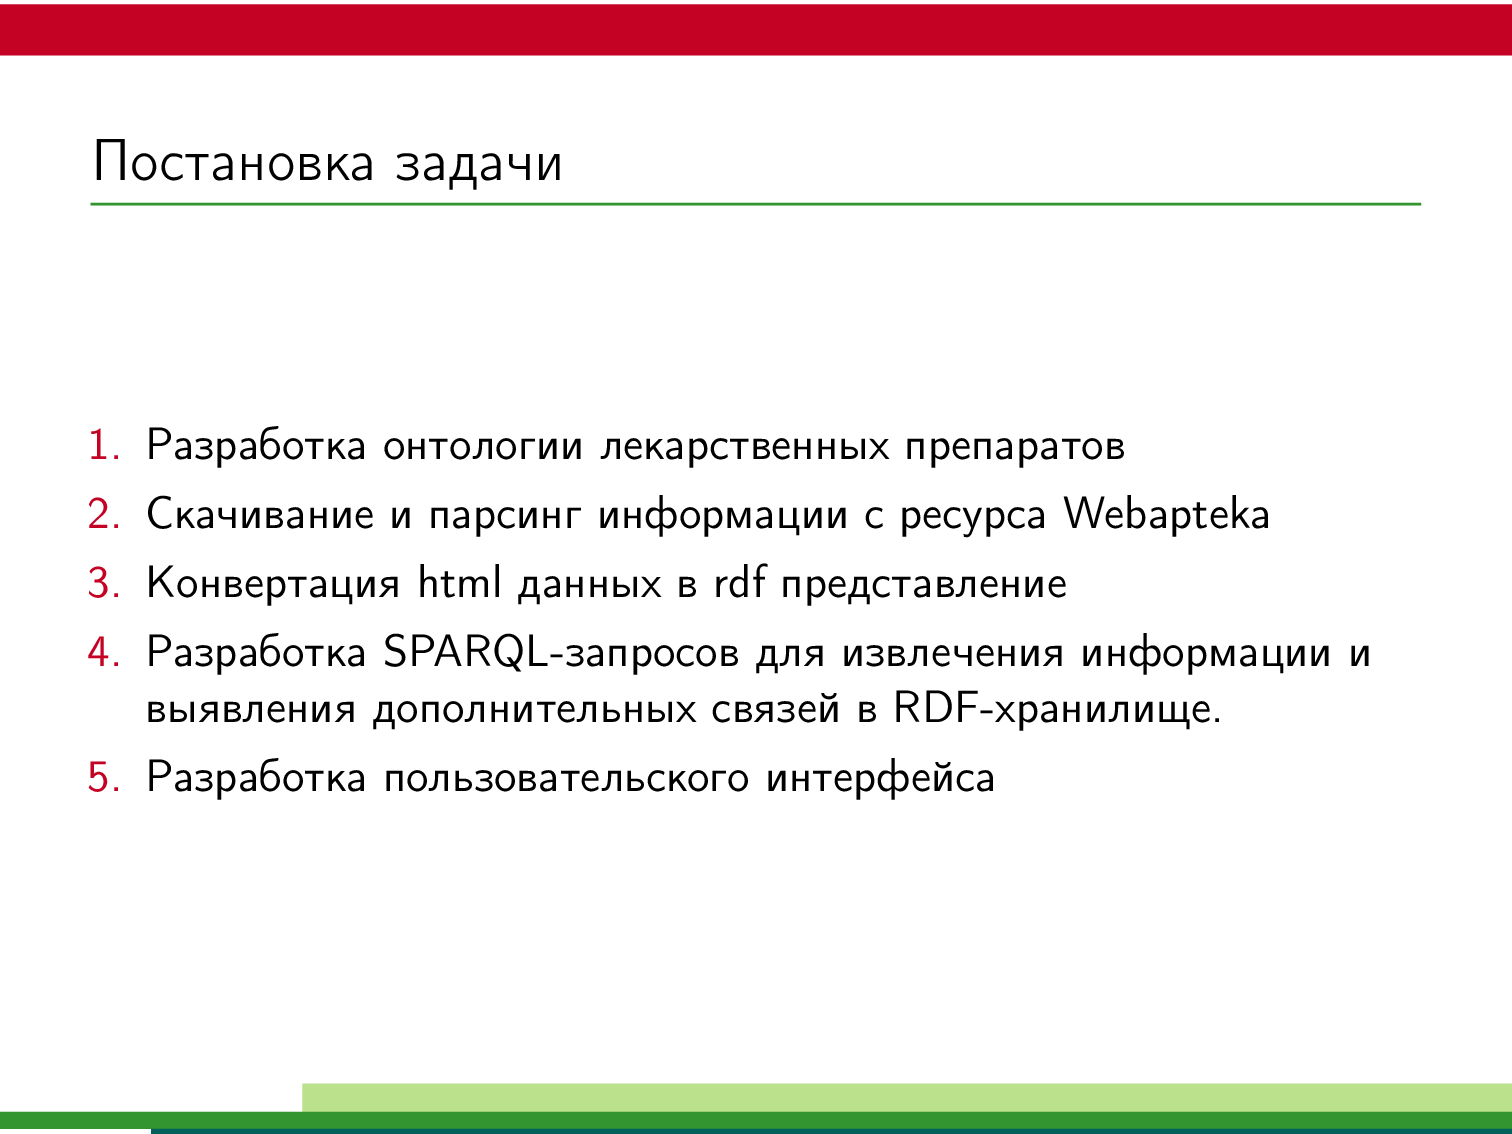 Постановка задачи
1. Разработка онтологии лекарственных препаратов
2. Скачивание и парсинг информации с ресурса Webapteka
3. Конвертация html данных в rdf представление
4. Разработка SPARQL-запросов для извлечения информации и
выявления дополнительных связей в RDF-хранилище.
5. Разработка пользовательского интерфейса